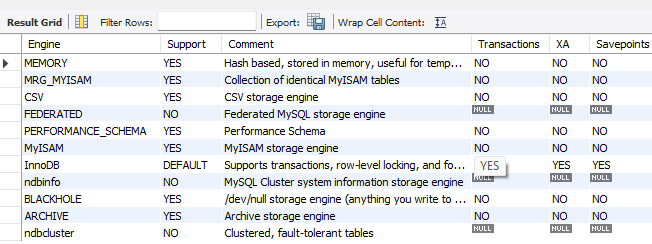 Result Grid Filter Rows: Export: Wrap Cell Content:
Engine Support Comment Transactions XA Savepoints
MEMORY YES Hash based, stored in memory, useful for temp... NO NO NO
MRG_MYISAM YES Collection of identical MyISAM tables NO NO NO
CSV YES CSV storage engine NO NO NO
FEDERATED NO Federated MySQL storage engine NULL NULL NULL
PERFORMANCE_SCHEMA YES Performance Schema NO NO NO
MyISAM YES MyISAM storage engine NO NO NO
InnoDB DEFAULT Supports transactions, row-level locking, and fo... YES YES YES
ndbinfo NO MySQL Cluster system information storage engine NULL NULL NULL
BLACKHOLE YES /dev/null storage engine (anything you write to ... NO NO NO
ARCHIVE YES Archive storage engine NO NO NO
ndbcluster NO Clustered, fault-tolerant tables NULL NULL NULL